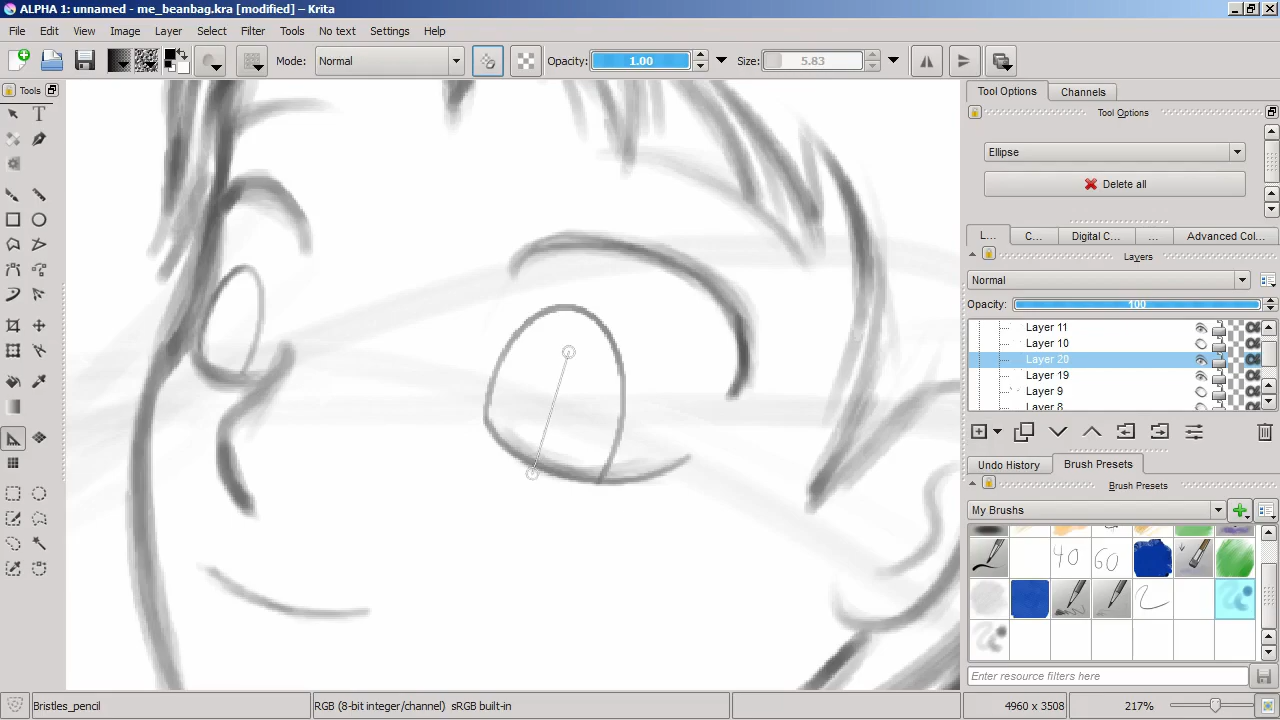 ALPHA 1: unnamed - me_beanbag.kra [modified] – Krita
File Edit View Image Layer Select Filter Tools No text Settings Help
Mode: Normal Opacity: 1.00 Size: 5.83
Tools
Tool Options Channels
Tool Options
Ellipse
Delete all
L... C... Digital C... ... Advanced Col...
Layers
Normal
Opacity: 100
Layer 11
Layer 10
Layer 20
Layer 19
Layer 9
Layer 8
Undo History Brush Presets
Brush Presets
My Brushes
40 60
Enter resource filters here
Bristles_pencil RGB (8-bit integer/channel) sRGB built-in 4960 x 3508 217%